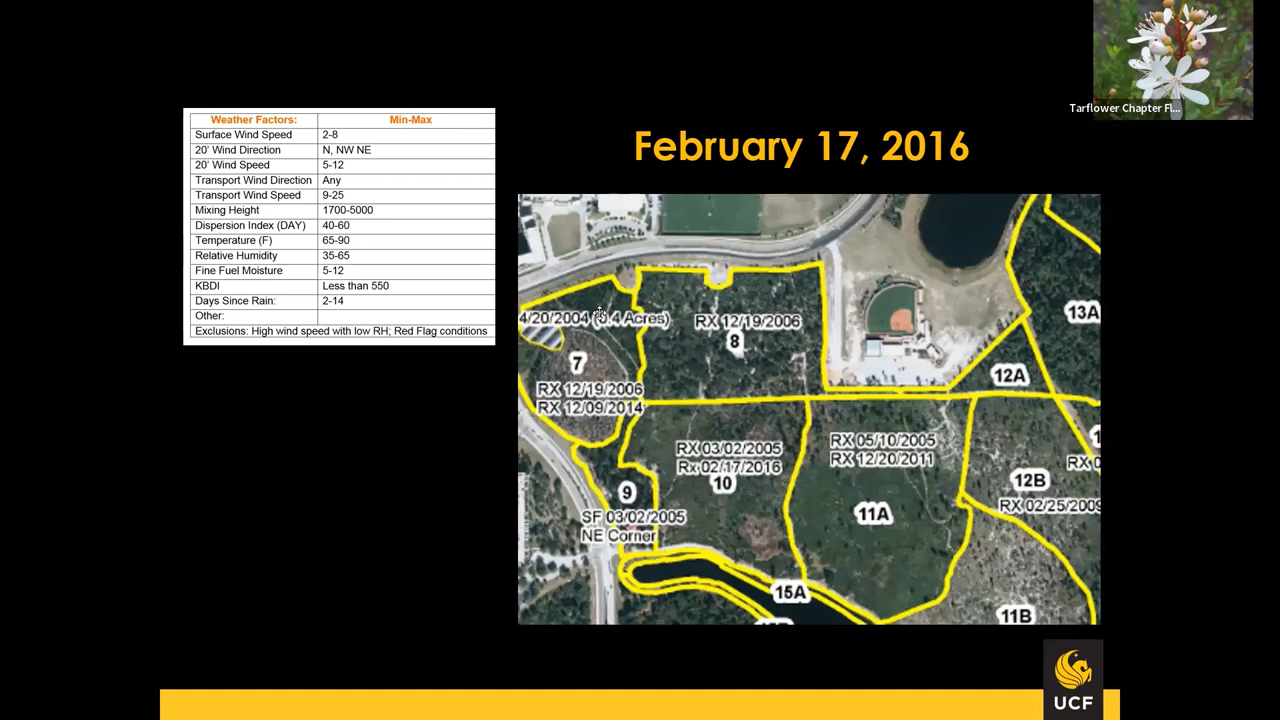 Tarflower Chapter Fl...
Weather Factors: Min-Max
Surface Wind Speed 2-8
20' Wind Direction N, NW NE
20' Wind Speed 5-12
Transport Wind Direction Any
Transport Wind Speed 9-25
Mixing Height 1700-5000
Dispersion Index (DAY) 40-60
Temperature (F) 65-90
Relative Humidity 35-65
Fine Fuel Moisture 5-12
KBDI Less than 550
Days Since Rain: 2-14
Other:
Exclusions: High wind speed with low RH; Red Flag conditions
February 17, 2016
13A
4/20/2004 Acres)
RX 12/19/2006
8
7
RX 12/19/2006
RX 12/09/2014
12A
RX 03/02/2005
Rx 02/17/2016
10
RX 05/10/2005
RX 12/20/2011
11A
12B
RX 02/25/2009
9
SF 03/02/2005
NE Corner
15A
11B
UCF